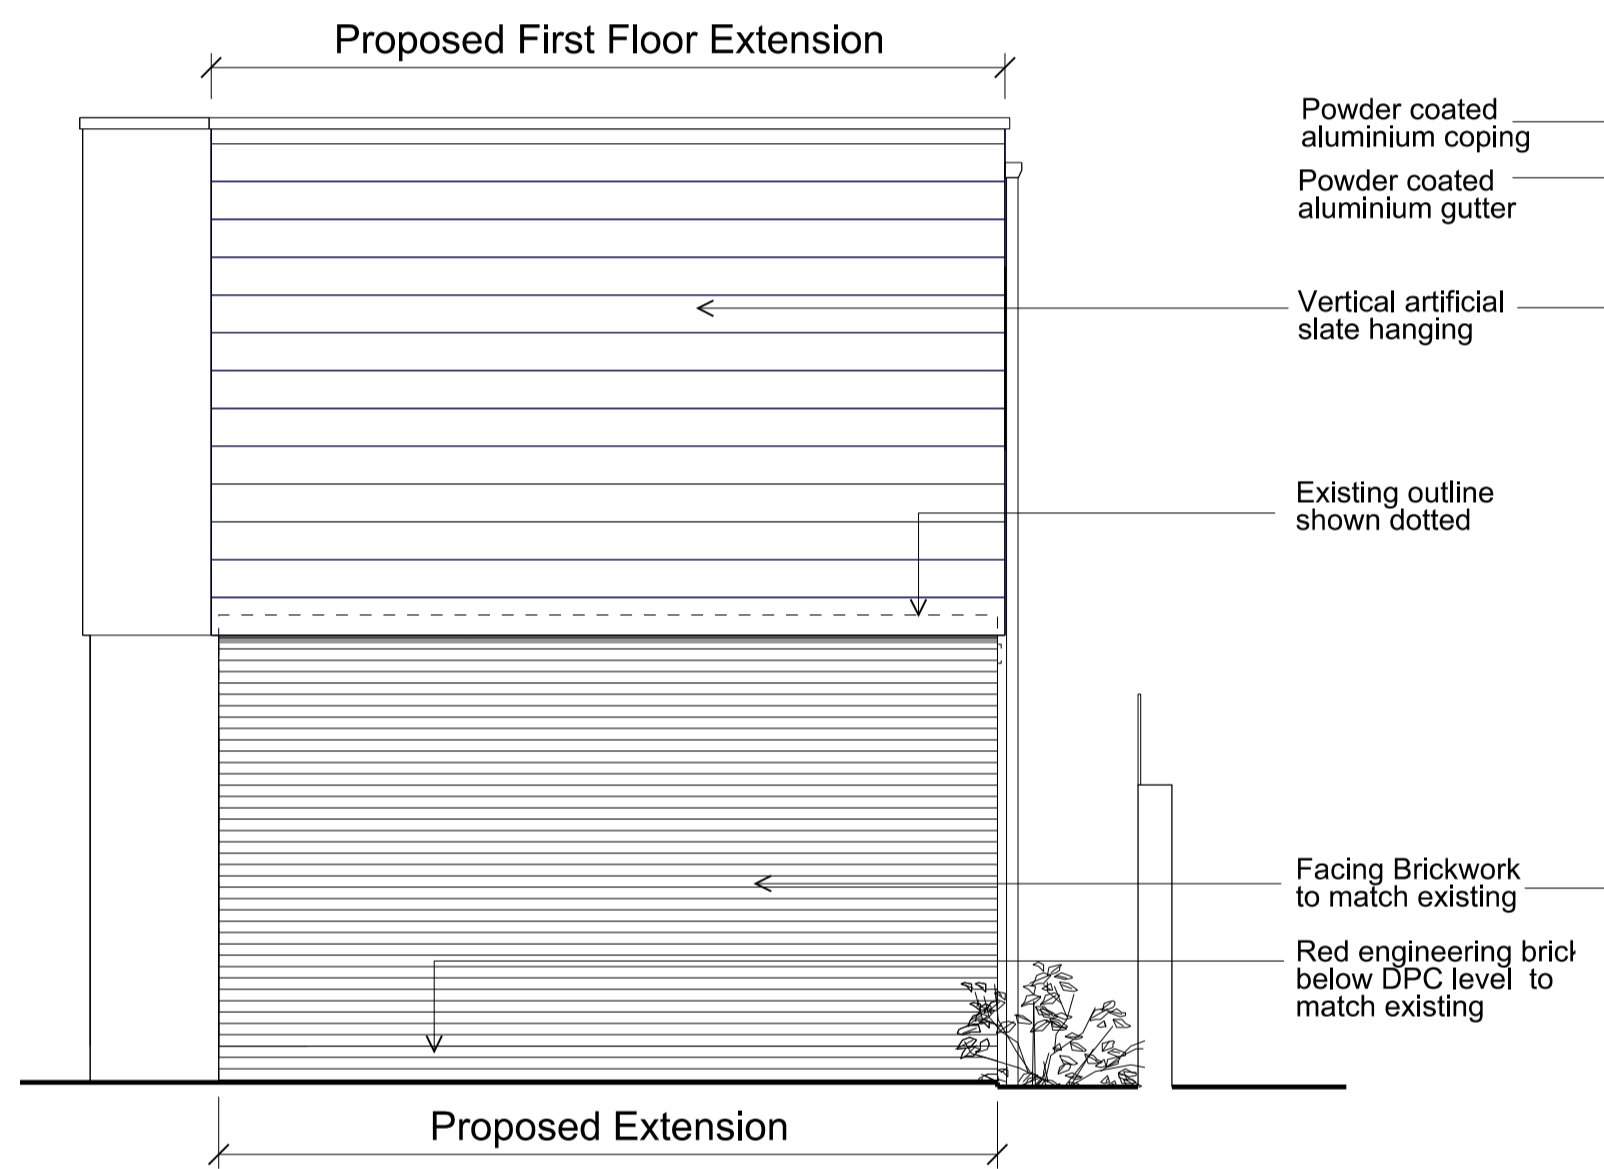 Proposed First Floor Extension
Powder coated
aluminium coping
Powder coated
aluminium gutter
Vertical artificial
slate hanging
Existing outline
shown dotted
Facing Brickwork
to match existing
Red engineering brick
below DPC level to
match existing
Proposed Extension